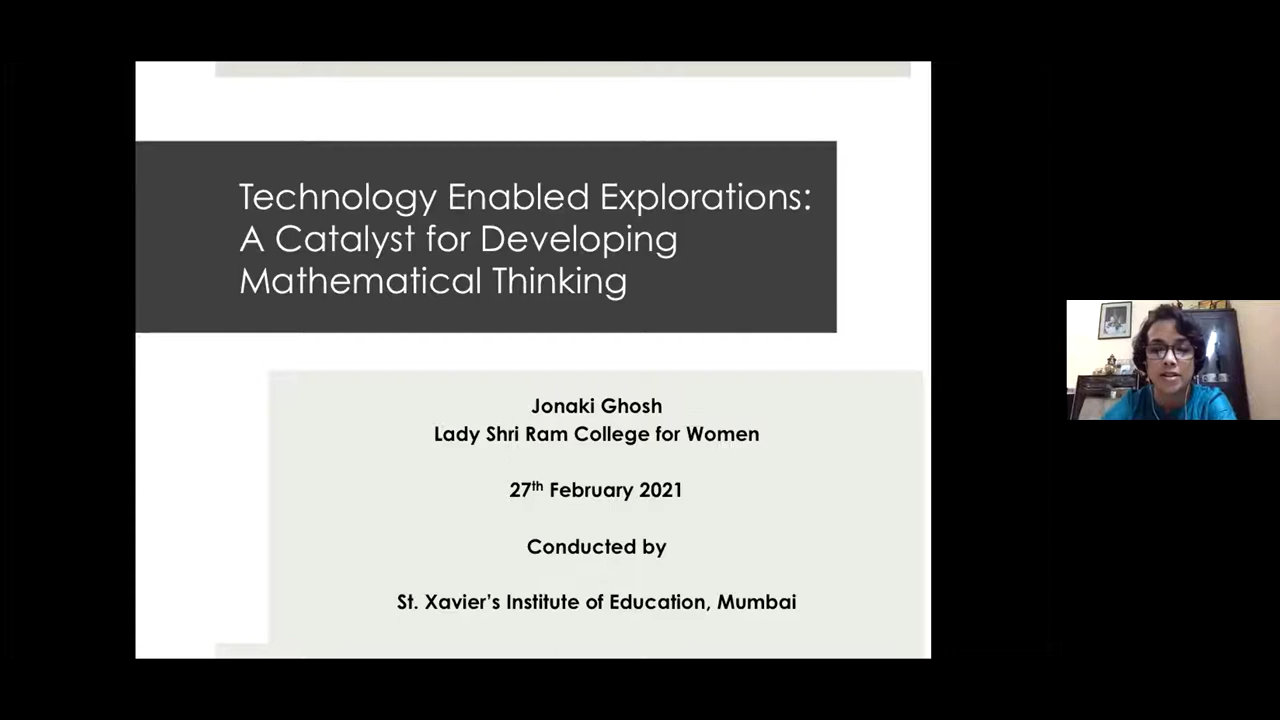 Technology Enabled Explorations:
A Catalyst for Developing
Mathematical Thinking
Jonaki Ghosh
Lady Shri Ram College for Women
27th February 2021
Conducted by
St. Xavier's Institute of Education, Mumbai